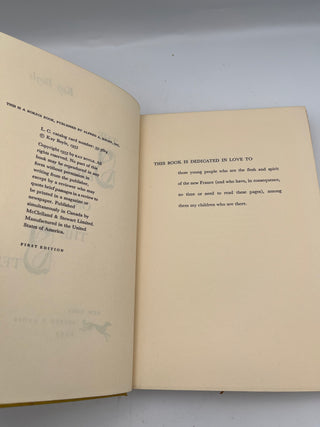 THIS IS A BORZOI BOOK, PUBLISHED BY ALFRED A. KNOPF, INC.
L. C. catalog card number:
© Kay Boyle, 1955
Copyright 1955 by KAY BOYLE. All
rights reserved. No part of this
book may be reproduced in any
form without permission in
writing from the publisher,
except by a reviewer who may
quote brief passages in a review to
be printed in a magazine or
newspaper. Published
simultaneously in Canada by
McClelland & Stewart Limited.
Manufactured in the United
States of America.
FIRST EDITION
THIS BOOK IS DEDICATED IN LOVE TO
those young people who are the flesh and spirit
of the new France (and who have, in consequence,
no time or need to read these pages), among
them my children who are there.